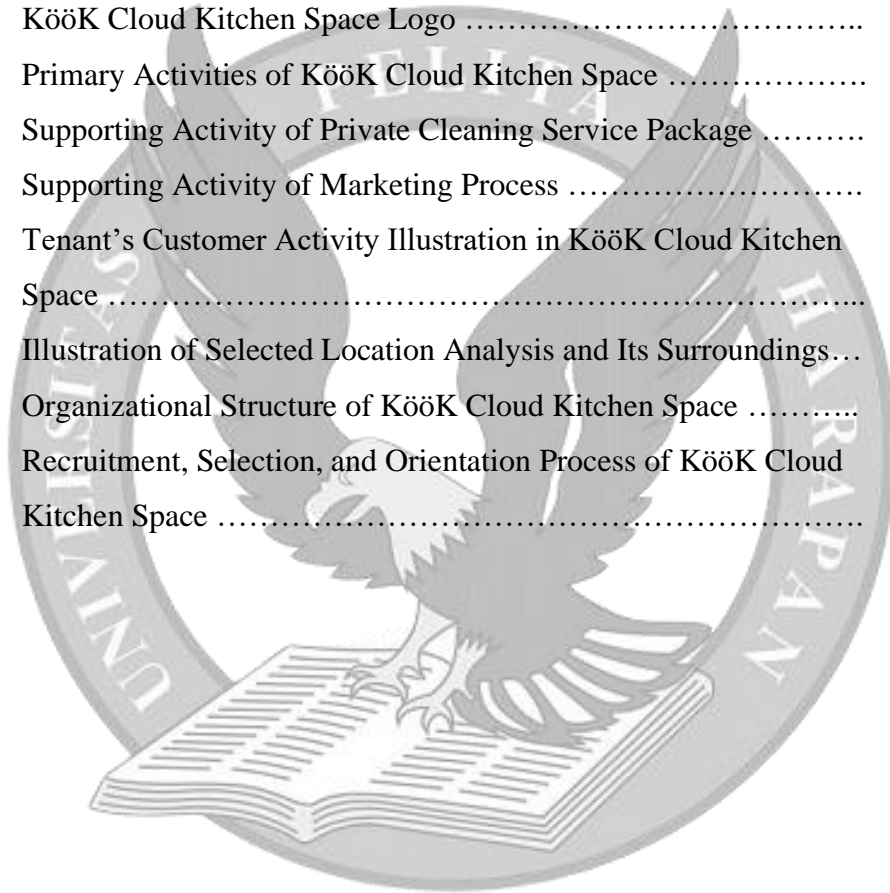 KööK Cloud Kitchen Space Logo ………………………………..
Primary Activities of KööK Cloud Kitchen Space ……………….
Supporting Activity of Private Cleaning Service Package ……….
Supporting Activity of Marketing Process ……………………….
Tenant’s Customer Activity Illustration in KööK Cloud Kitchen
Space ……………………………………………………………...
Illustration of Selected Location Analysis and Its Surroundings…
Organizational Structure of KööK Cloud Kitchen Space ………..
Recruitment, Selection, and Orientation Process of KööK Cloud
Kitchen Space …………………………………………………….
UNIVERSITAS PELITA HARAPAN